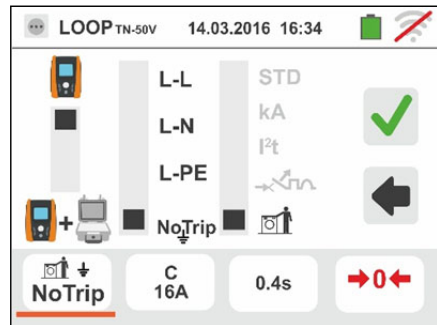 LOOP TN-50V 14.03.2016 16:34
L-L STD
L-N kA
I²t
L-PE
NoTrip
NoTrip
C
16A
0.4s
0